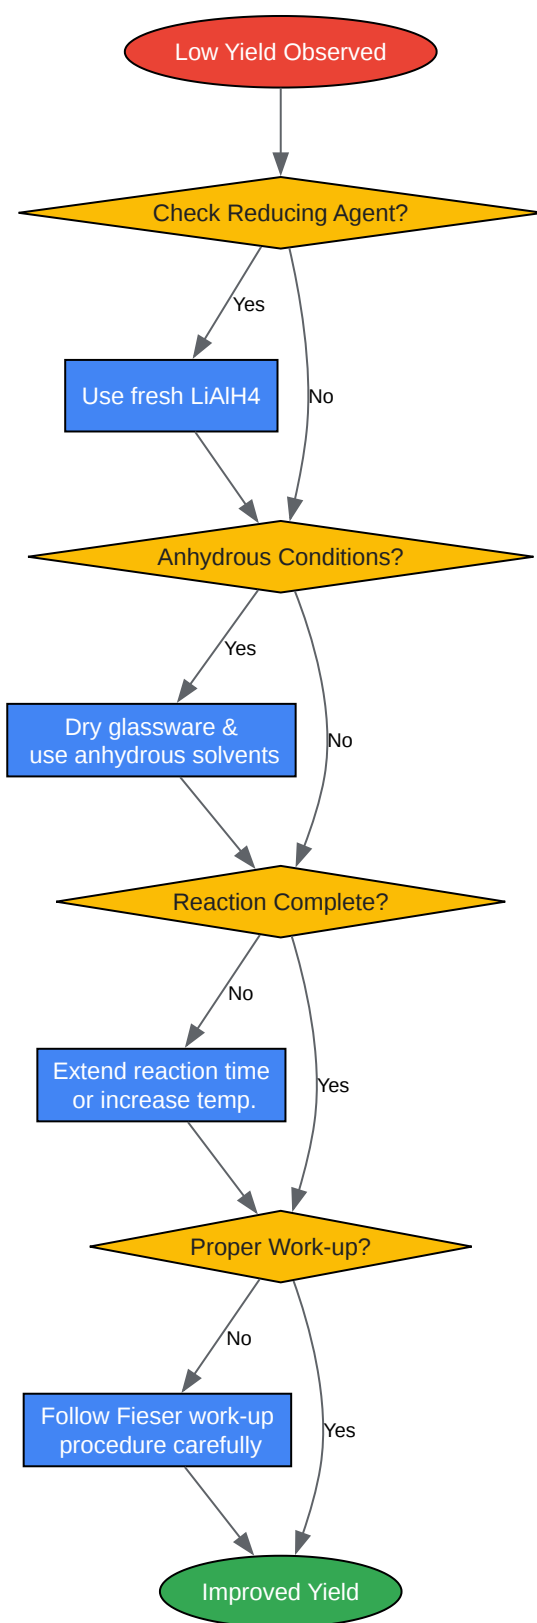 Low Yield Observed
Check Reducing Agent?
Yes
Use fresh LiAlH4
No
Anhydrous Conditions?
Yes
Dry glassware &
use anhydrous solvents
No
Reaction Complete?
No
Extend reaction time
or increase temp.
Yes
Proper Work-up?
No
Follow Fieser work-up
procedure carefully
Yes
Improved Yield